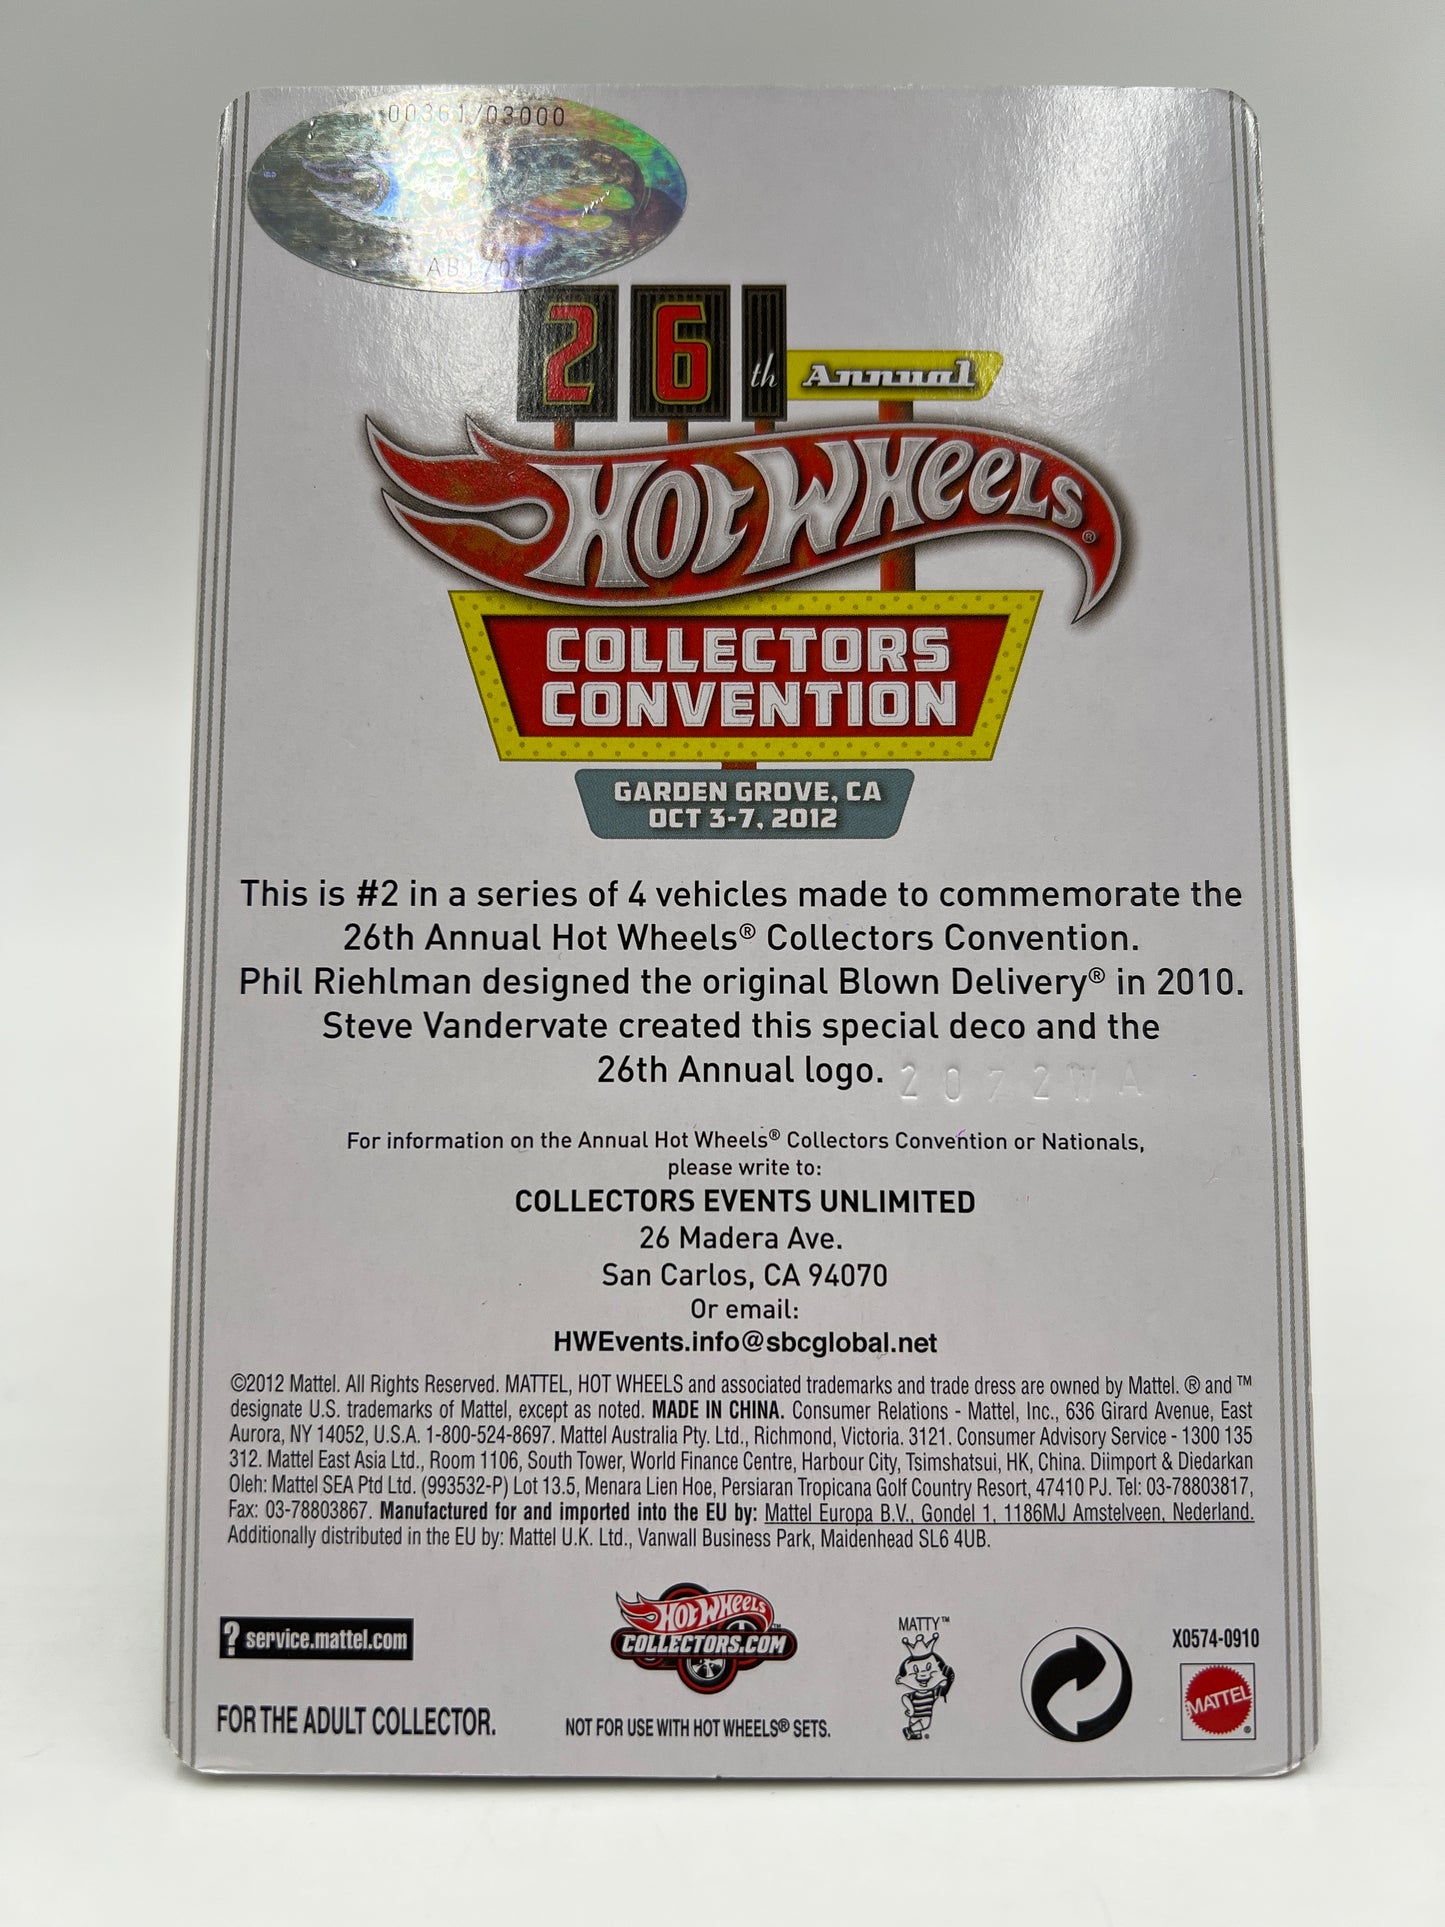 00361/03000
26th Annual
Hot Wheels®
COLLECTORS
CONVENTION
GARDEN GROVE, CA
OCT 3-7, 2012
This is #2 in a series of 4 vehicles made to commemorate the
26th Annual Hot Wheels® Collectors Convention.
Phil Riehlman designed the original Blown Delivery® in 2010.
Steve Vandervate created this special deco and the
26th Annual logo.
For information on the Annual Hot Wheels® Collectors Convention or Nationals,
please write to:
COLLECTORS EVENTS UNLIMITED
26 Madera Ave.
San Carlos, CA 94070
Or email:
HWEvents.info@sbcglobal.net
©2012 Mattel. All Rights Reserved. MATTEL, HOT WHEELS and associated trademarks and trade dress are owned by Mattel. ® and ™
designate U.S. trademarks of Mattel, except as noted. MADE IN CHINA. Consumer Relations - Mattel, Inc., 636 Girard Avenue, East
Aurora, NY 14052, U.S.A. 1-800-524-8697. Mattel Australia Pty. Ltd., Richmond, Victoria. 3121. Consumer Advisory Service - 1300 135
312. Mattel East Asia Ltd., Room 1106, South Tower, World Finance Centre, Harbour City, Tsimshatsui, HK, China. Diimport & Diedarkan
Oleh: Mattel SEA Ptd Ltd. (993532-P) Lot 13.5, Menara Lien Hoe, Persiaran Tropicana Golf Country Resort, 47410 PJ. Tel: 03-78803817,
Fax: 03-78803867. Manufactured for and imported into the EU by: Mattel Europa B.V., Gondel 1, 1186MJ Amstelveen, Nederland.
Additionally distributed in the EU by: Mattel U.K. Ltd., Vanwall Business Park, Maidenhead SL6 4UB.
? service.mattel.com
HOT WHEELS™
COLLECTORS.COM
MATTY™
X0574-0910
MATTEL®
FOR THE ADULT COLLECTOR.
NOT FOR USE WITH HOT WHEELS® SETS.